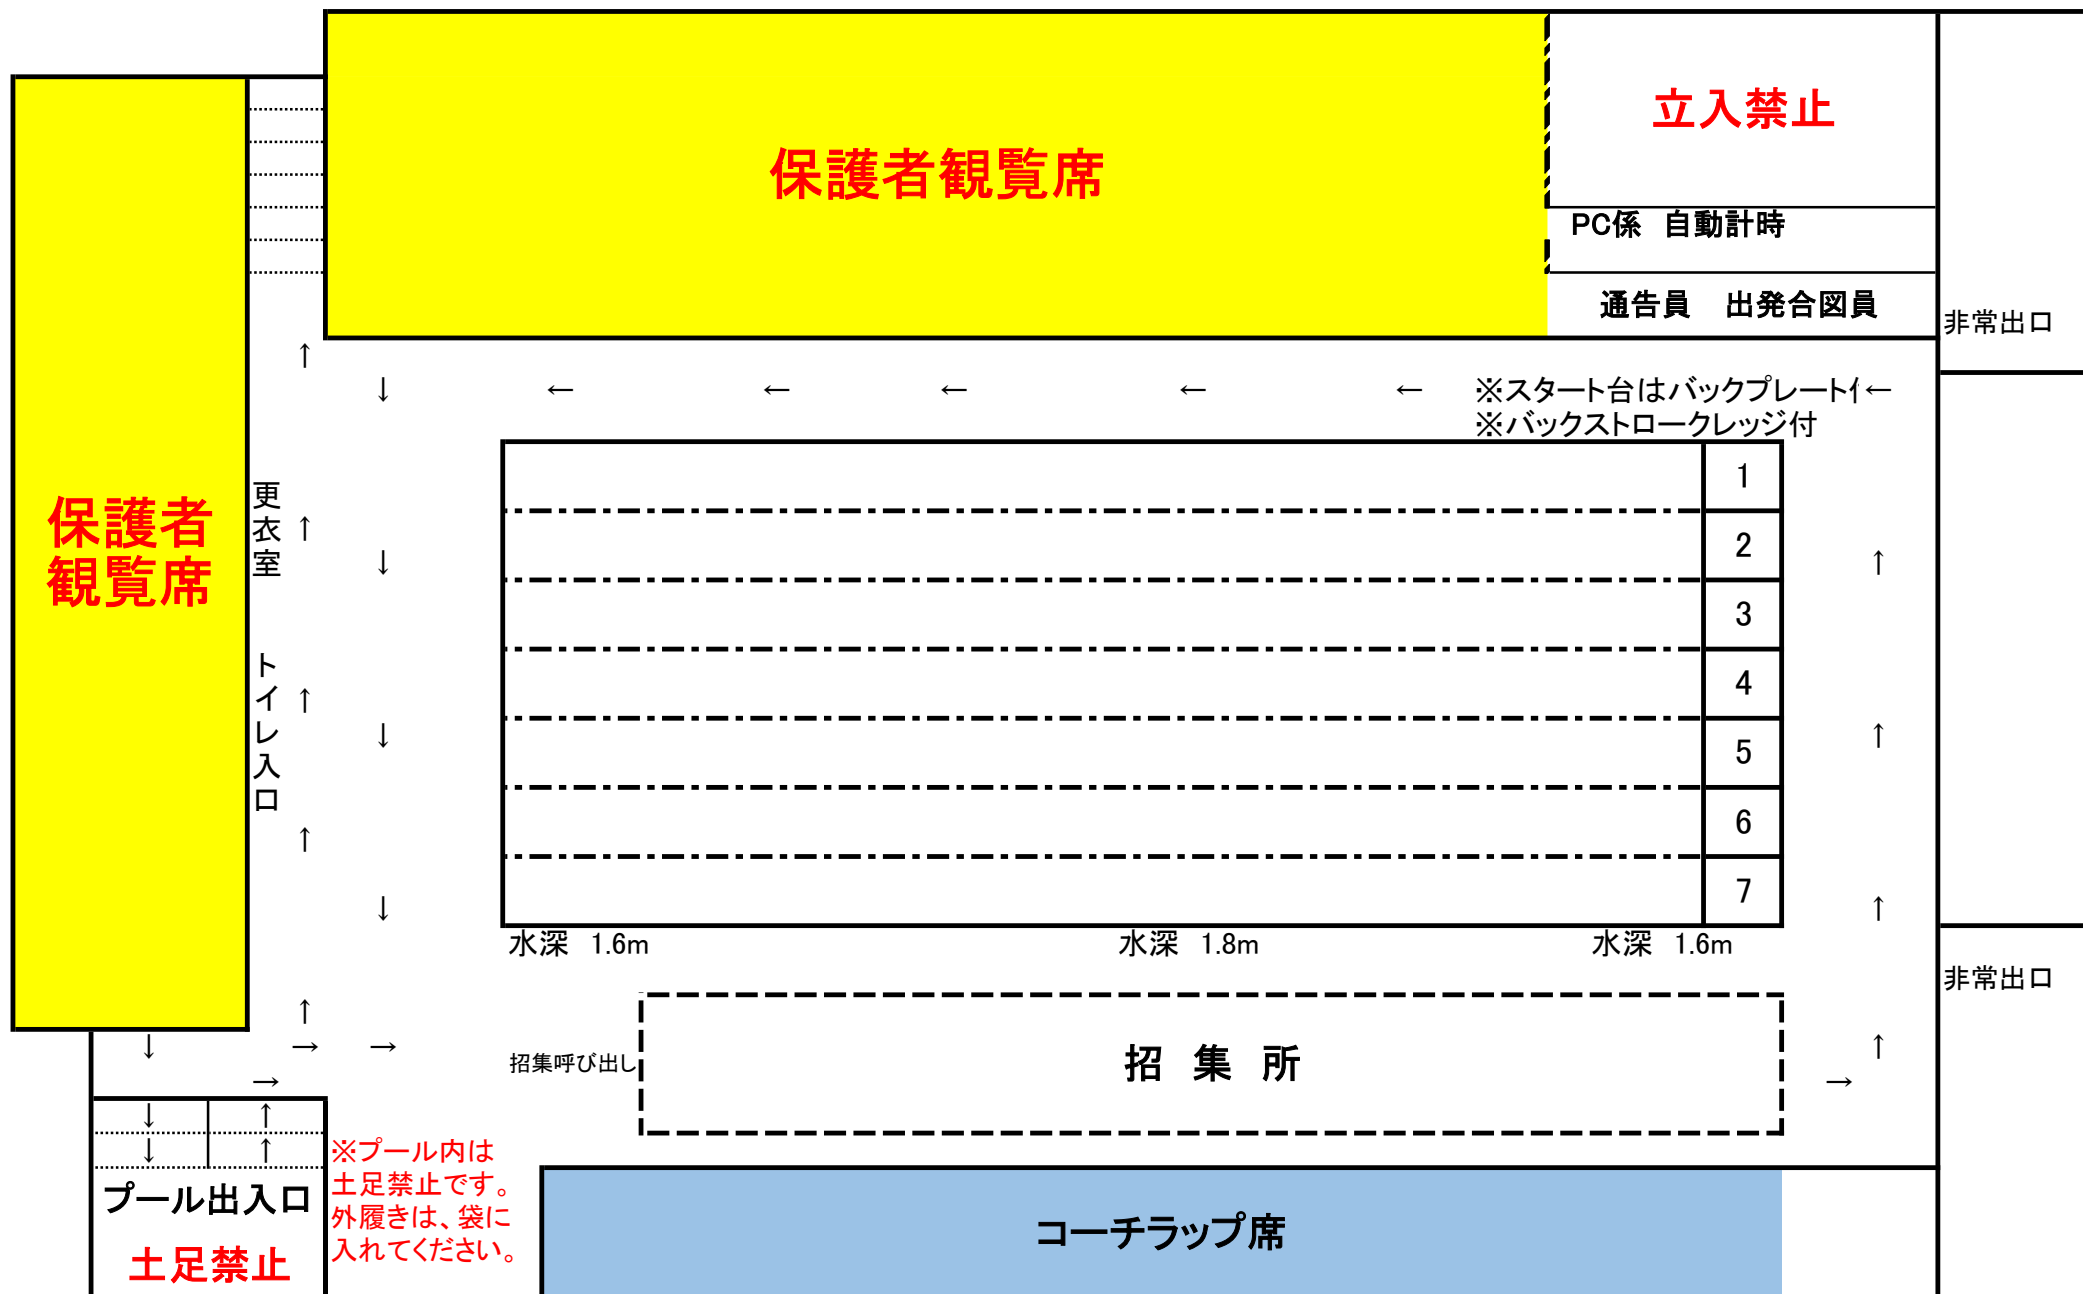 立入禁止
保護者観覧席
PC係 自動計時
通告員 出発合図員
非常出口
↑
↓ ← ← ← ← ← ※スタート台はバックプレート付←
※バックストロークレッジ付
保護者
観覧席
更衣室
トイレ入口
1
2
3
4
5
6
7
↑
↓
↑
↑
↓
↑
↑
↓
↑
水深 1.6m 水深 1.8m 水深 1.6m
非常出口
↑
↓ → → ↑
→ →
招集呼び出し
招 集 所
↓ ↑
↓ ↑
プール出入口
土足禁止
※プール内は
土足禁止です。
外履きは、袋に
入れてください。
コーチラップ席